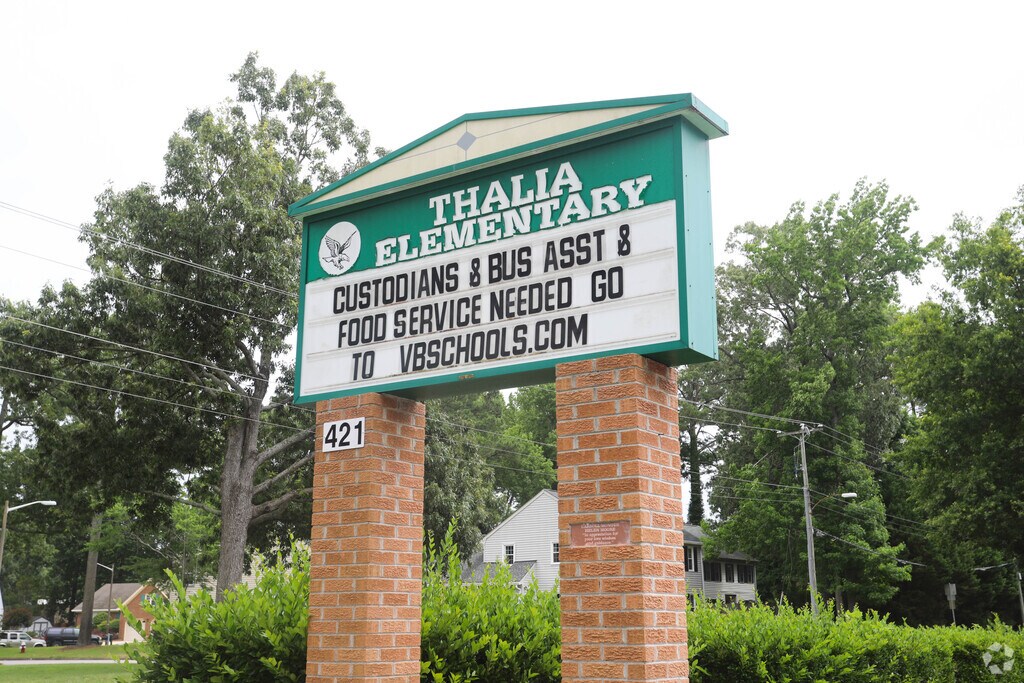 THALIA
ELEMENTARY
CUSTODIANS & BUS ASST &
FOOD SERVICE NEEDED GO
TO VBSCHOOLS.COM
421